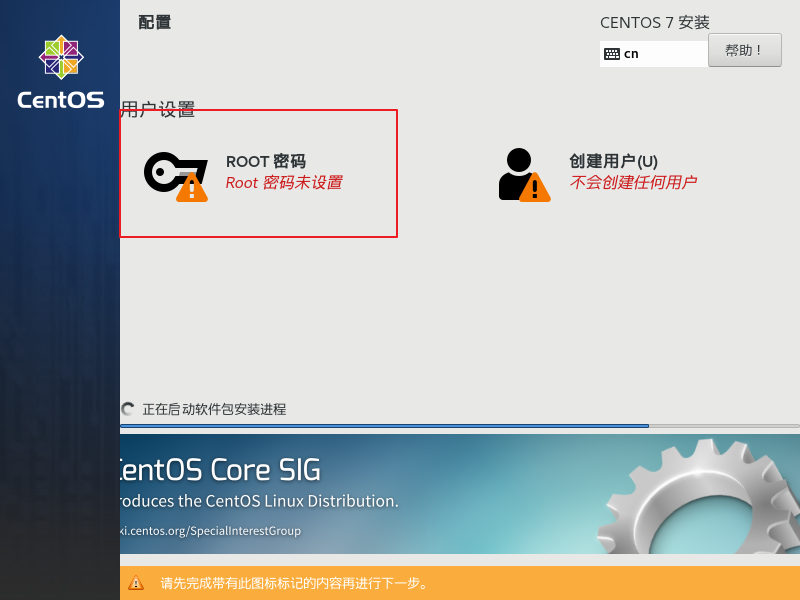 配置
CENTOS 7 安装
cn
帮助！
CentOS
用户设置
ROOT 密码
Root 密码未设置
创建用户(U)
不会创建任何用户
正在启动软件包安装进程
CentOS Core SIG
roduces the CentOS Linux Distribution.
ki.centos.org/SpecialInterestGroup
请先完成带有此图标标记的内容再进行下一步。